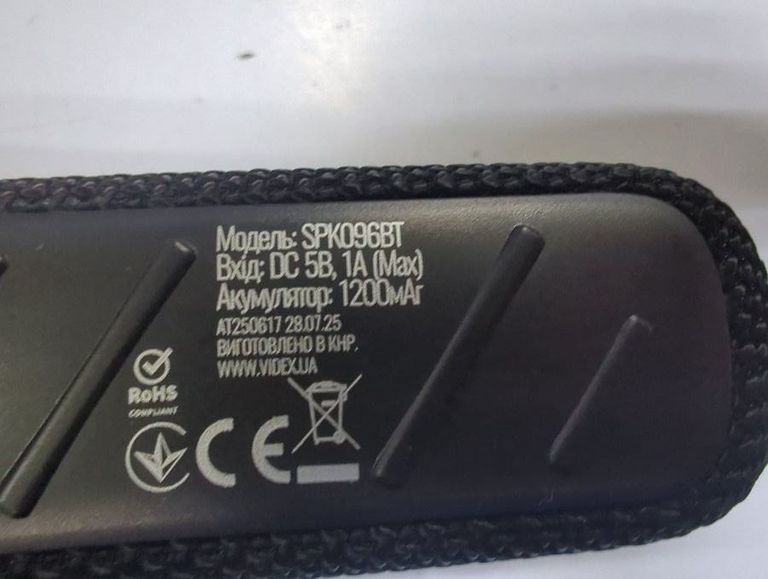 Модель: SPK096BT
Вхід: DC 5В, 1А (Max)
Акумулятор: 1200мАг
AT250617 28.07.25
ВИГОТОВЛЕНО В КНР.
WWW.VIDEX.UA
RoHS
COMPLIANT
CE